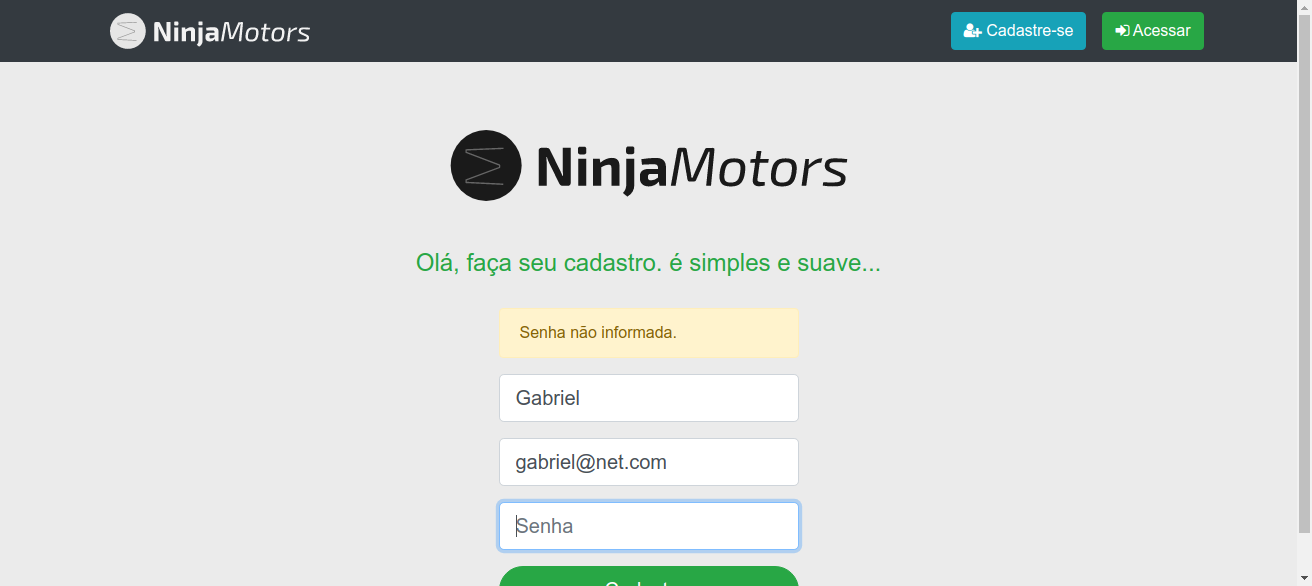 NinjaMotors
Cadastre-se
Acessar
NinjaMotors
Olá, faça seu cadastro. é simples e suave...
Senha não informada.
Gabriel
gabriel@net.com
Senha